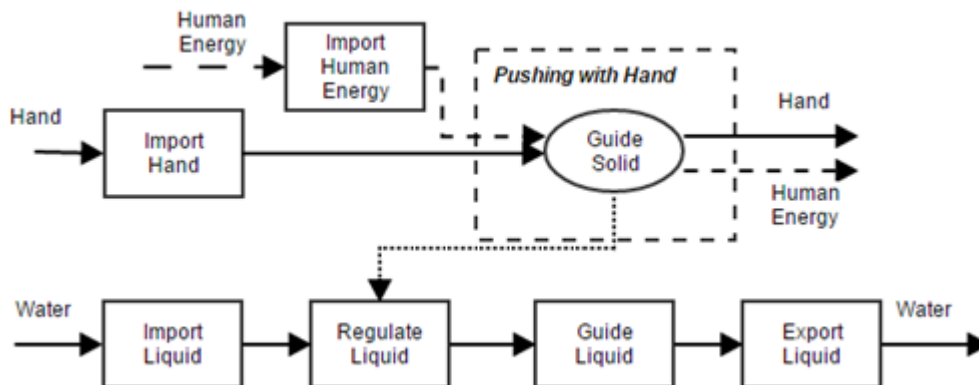 Human
Energy
Import
Human
Energy
Pushing with Hand
Hand
Hand
Import
Hand
Guide
Solid
Human
Energy
Water
Import
Liquid
Regulate
Liquid
Guide
Liquid
Export
Liquid
Water